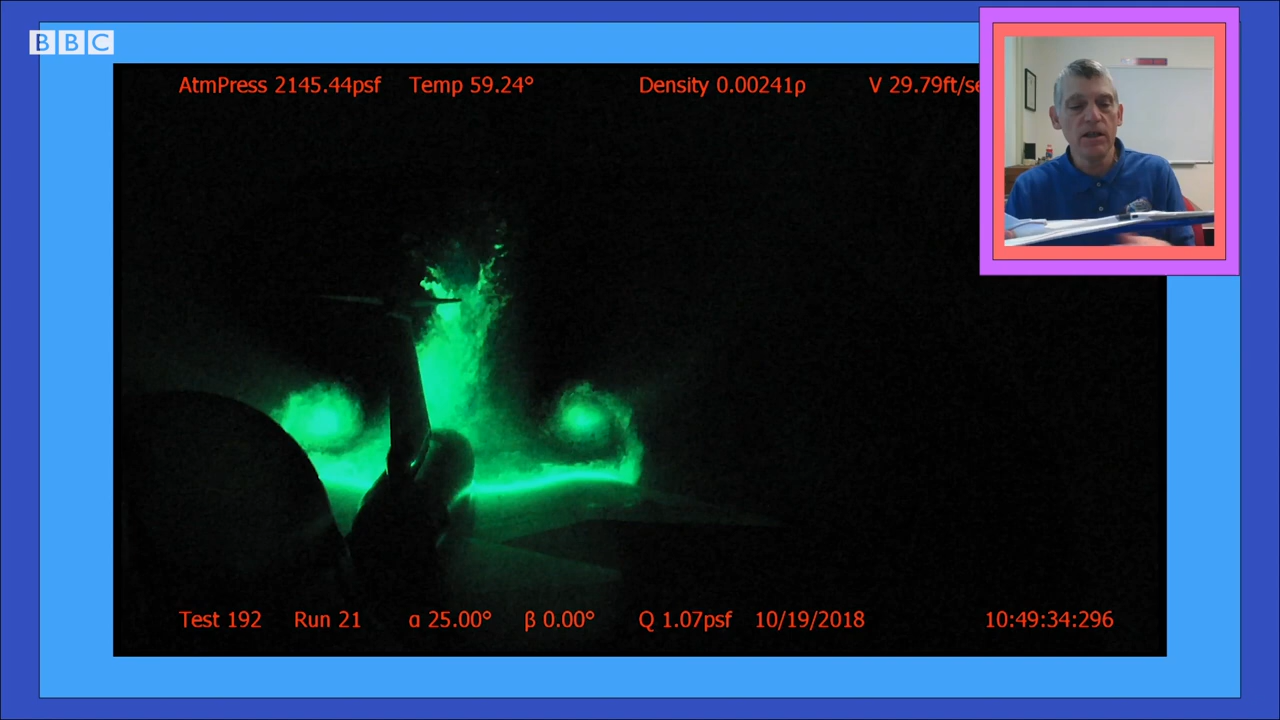 BBC
AtmPress 2145.44psf Temp 59.24° Density 0.00241ρ V 29.79ft/se
Test 192 Run 21 α 25.00° β 0.00° Q 1.07psf 10/19/2018 10:49:34:296